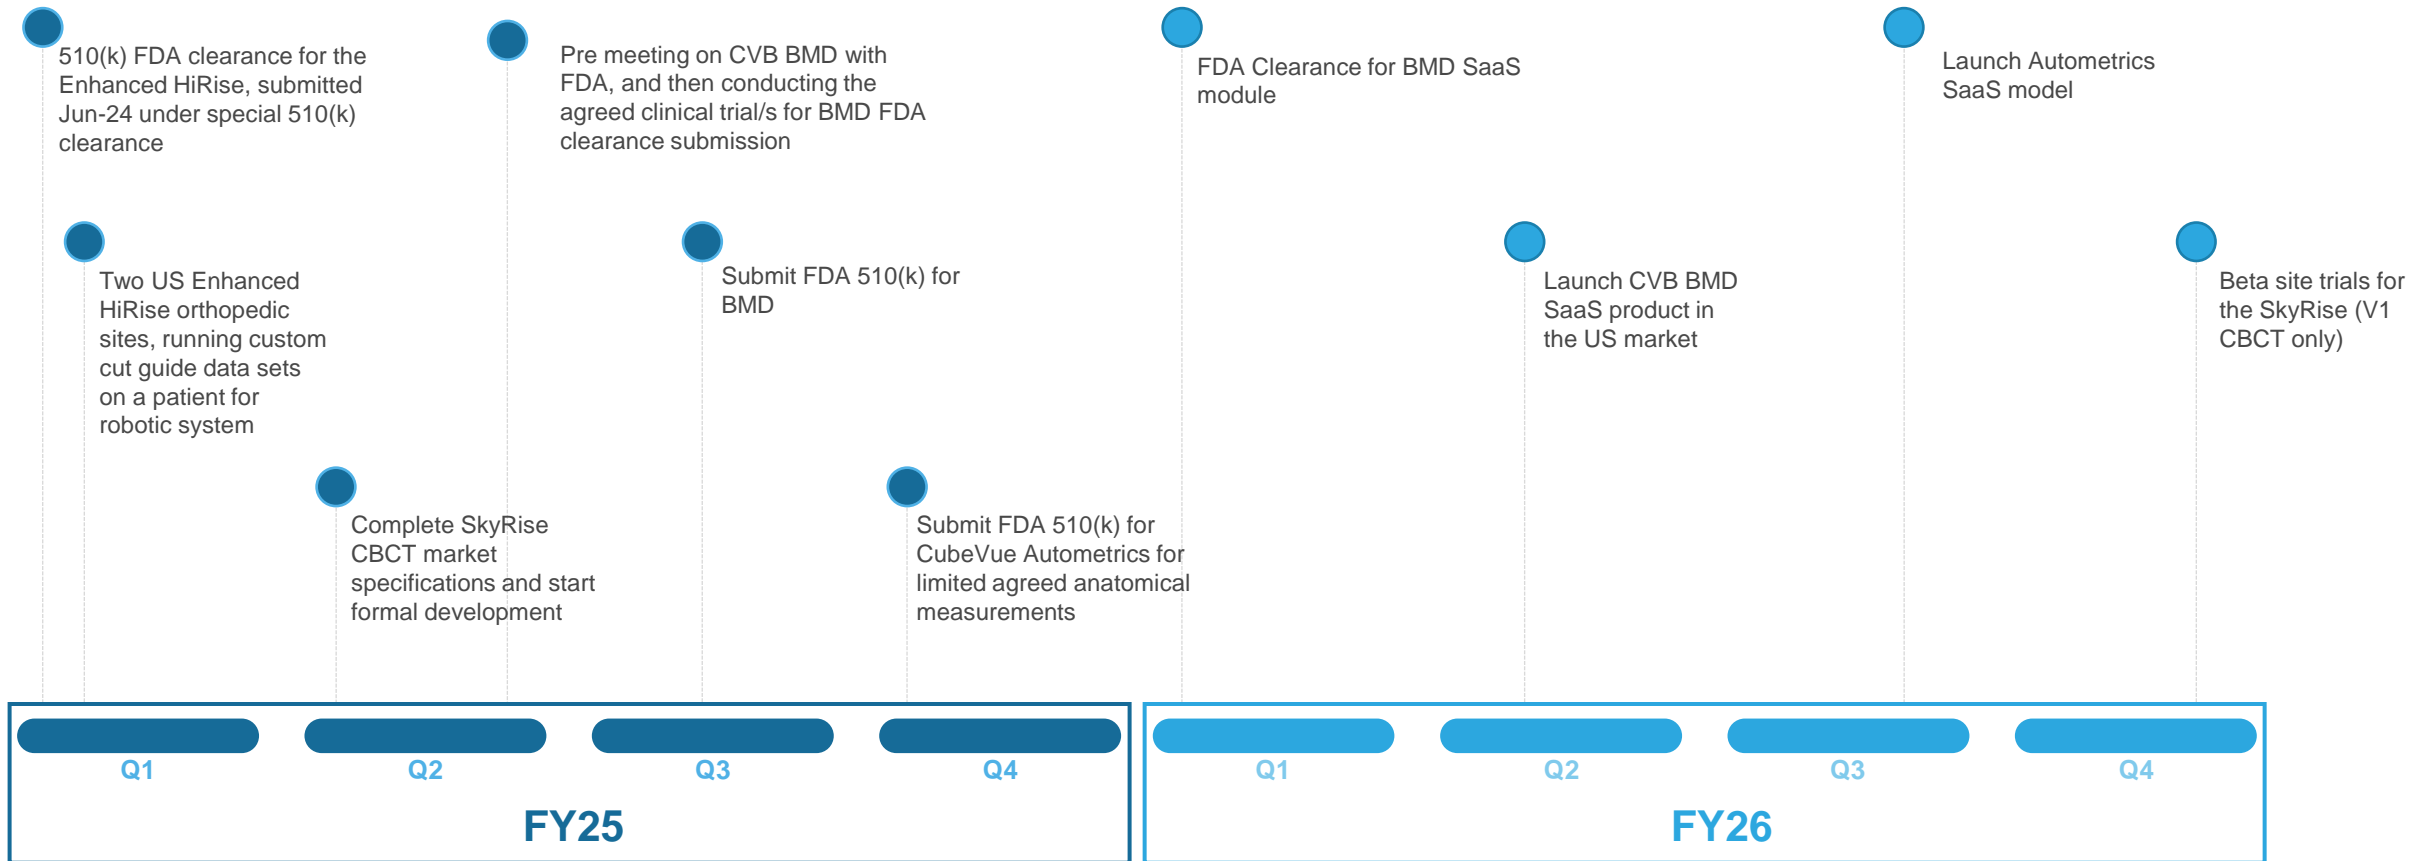 510(k) FDA clearance for the
Enhanced HiRise, submitted
Jun-24 under special 510(k)
clearance
Pre meeting on CVB BMD with
FDA, and then conducting the
agreed clinical trial/s for BMD FDA
clearance submission
FDA Clearance for BMD SaaS
module
Launch Autometrics
SaaS model
Two US Enhanced
HiRise orthopedic
sites, running custom
cut guide data sets
on a patient for
robotic system
Submit FDA 510(k) for
BMD
Launch CVB BMD
SaaS product in
the US market
Beta site trials for
the SkyRise (V1
CBCT only)
Complete SkyRise
CBCT market
specifications and start
formal development
Submit FDA 510(k) for
CubeVue Autometrics for
limited agreed anatomical
measurements
Q1
Q2
Q3
Q4
Q1
Q2
Q3
Q4
FY25
FY26